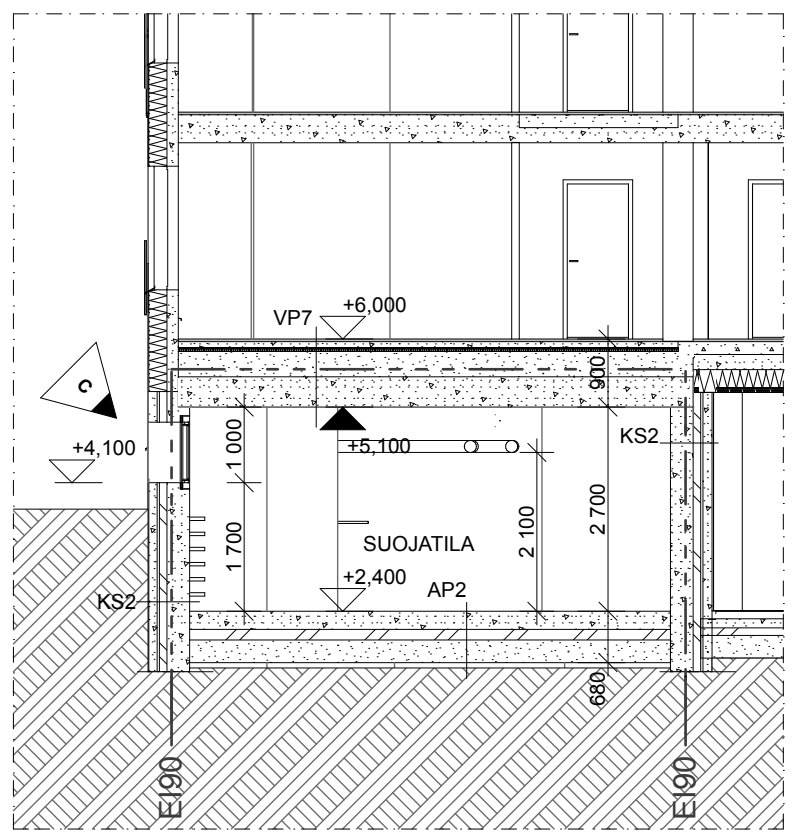 VP7
+6,000
900
C
+4,100
1 000
+5,100
KS2
1 700
2 100
2 700
SUOJATILA
+2,400
AP2
KS2
680
EI90
EI90